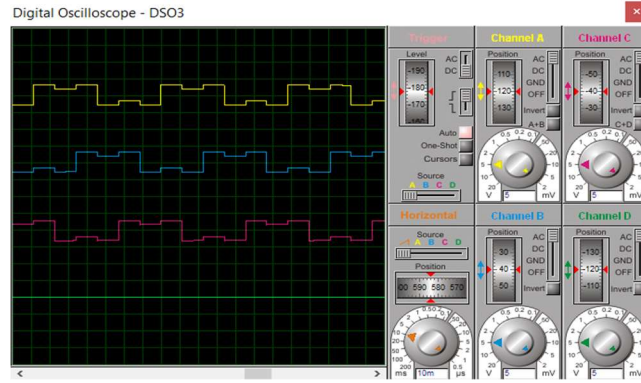 Digital Oscilloscope - DSO3
Trigger
Level
AC
DC
-190
-180
-170
Auto
One-Shot
Cursors
Source
A B C D
Channel A
Position
AC
DC
GND
OFF
Invert
A+B
110
120
130
V
5
mV
Channel C
Position
AC
DC
GND
OFF
Invert
C+D
-50
-40
-30
V
5
mV
Horizontal
Source
A B C D
Position
00 590 580 570
ms
10m
µs
Channel B
Position
AC
DC
GND
OFF
Invert
30
40
50
V
5
mV
Channel D
Position
AC
DC
GND
OFF
Invert
-130
-120
-110
V
5
mV